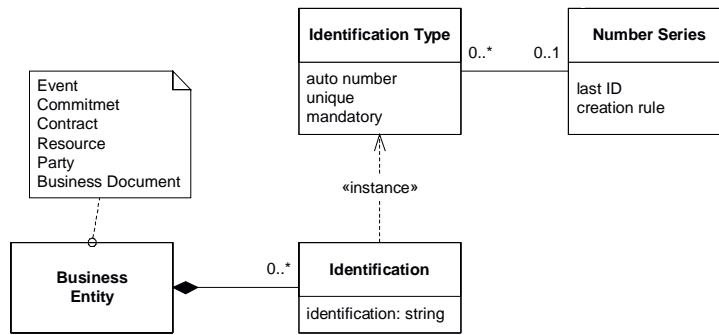 Identification Type
auto number
unique
mandatory
0..*
0..1
Number Series
last ID
creation rule
Event
Commitmet
Contract
Resource
Party
Business Document
«instance»
Business
Entity
0..*
Identification
identification: string